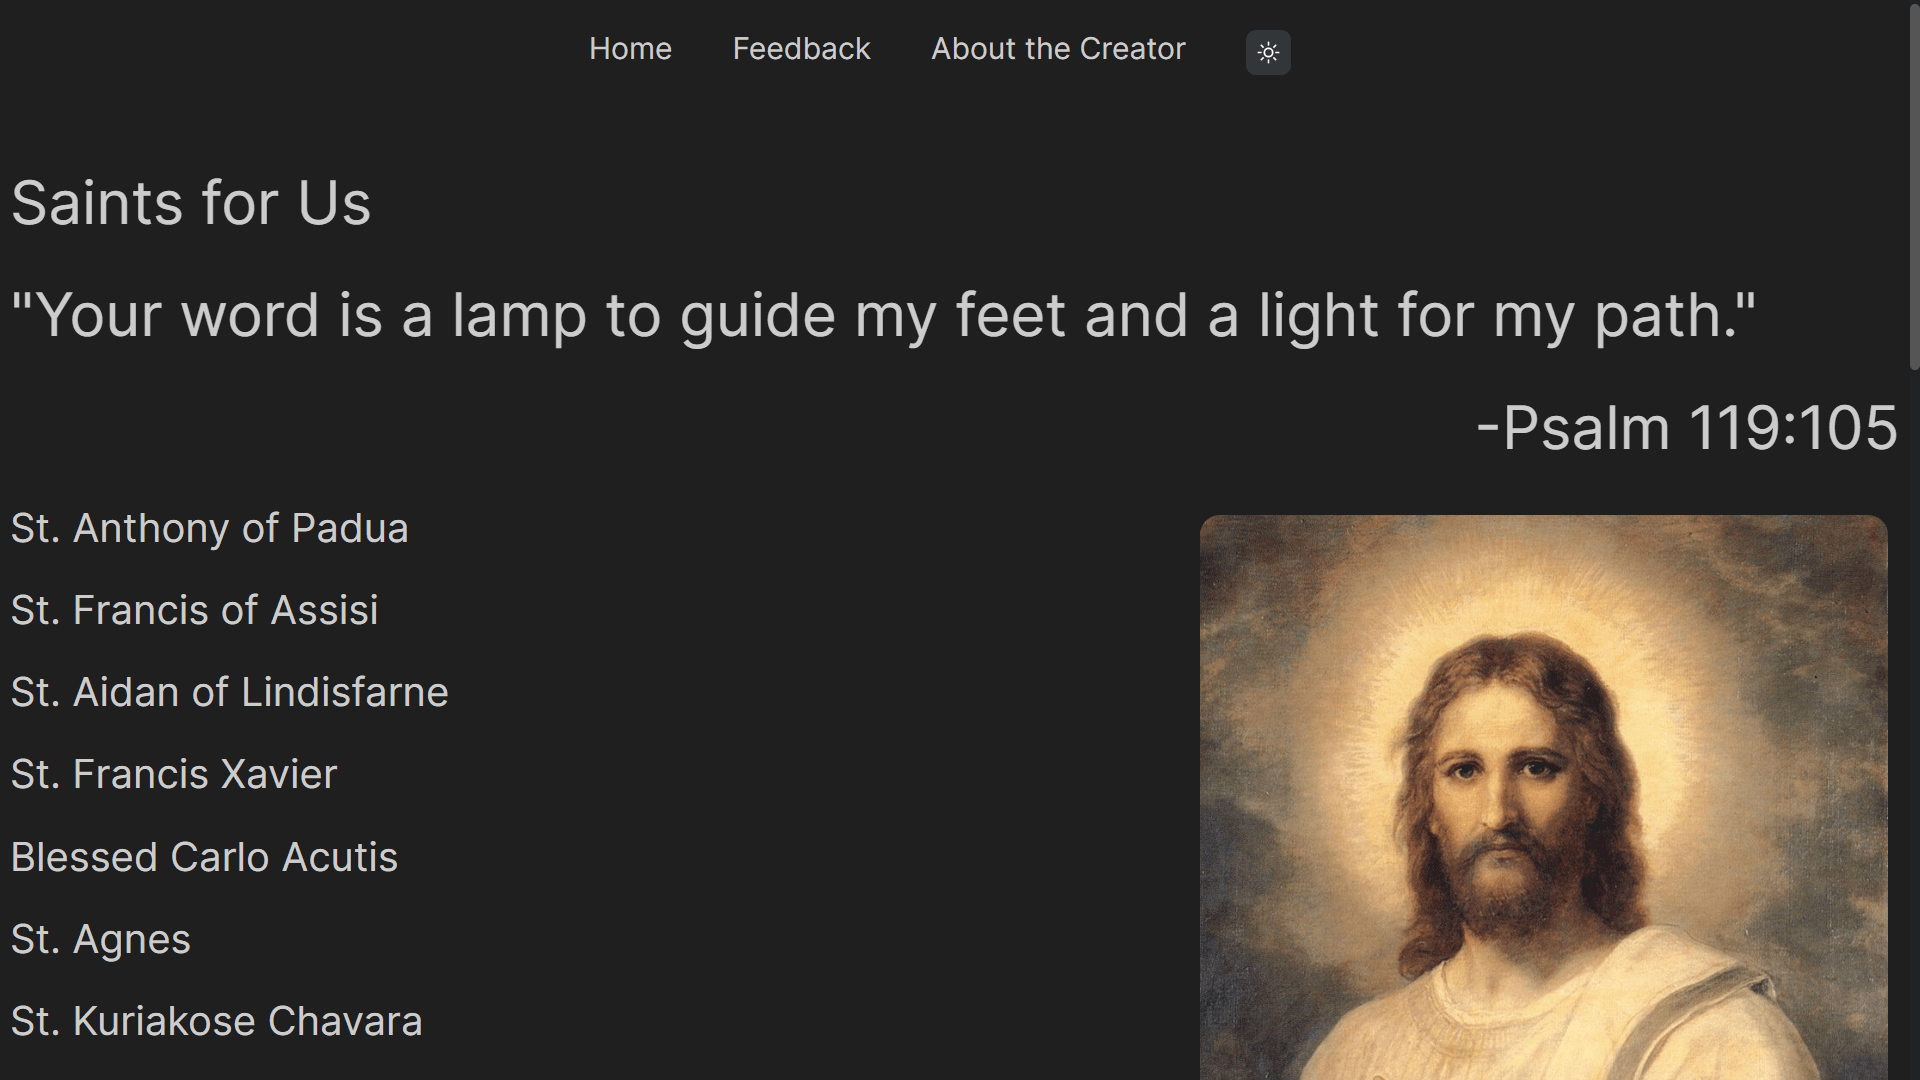 Home Feedback About the Creator
Saints for Us
"Your word is a lamp to guide my feet and a light for my path."
-Psalm 119:105
St. Anthony of Padua
St. Francis of Assisi
St. Aidan of Lindisfarne
St. Francis Xavier
Blessed Carlo Acutis
St. Agnes
St. Kuriakose Chavara